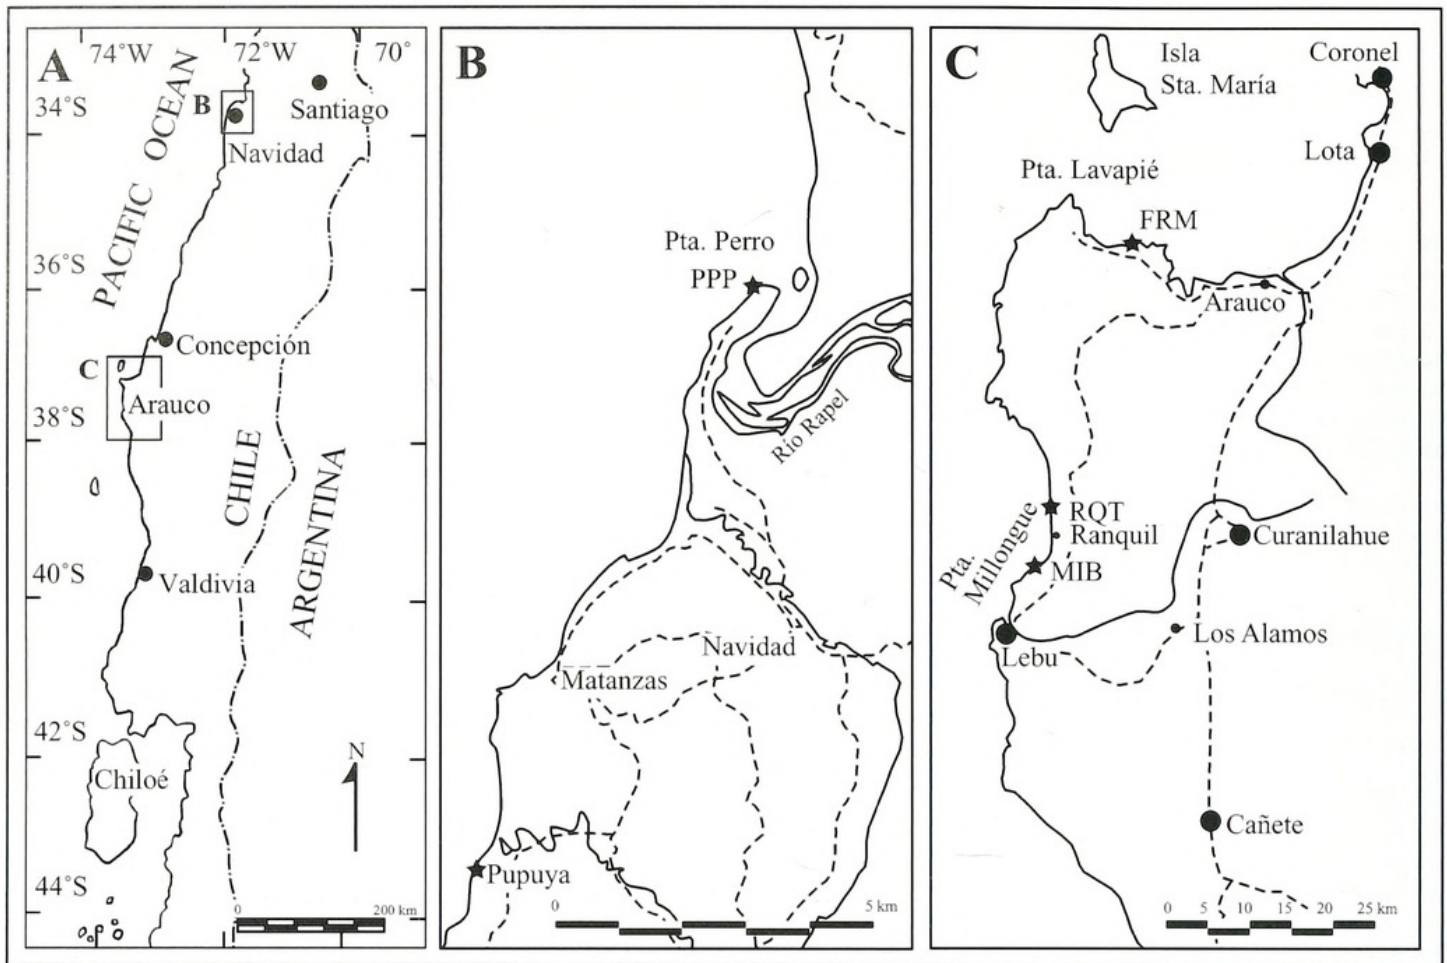 A
74°W
72°W
70°
34°S
B
Santiago
Navidad
PACIFIC OCEAN
36°S
Concepción
C
Arauco
38°S
CHILE
ARGENTINA
40°S
Valdivia
42°S
N
Chiloé
44°S
0
200 km
B
Pta. Perro
PPP
Río Rapel
Navidad
Matanzas
Pupuya
0
5 km
C
Isla
Sta. María
Coronel
Lota
Pta. Lavapié
FRM
Arauco
RQT
Ranquil
Pta.
Millongue
MIB
Curanilahue
Los Alamos
Lebu
Cañete
0 5 10 15 20 25 km